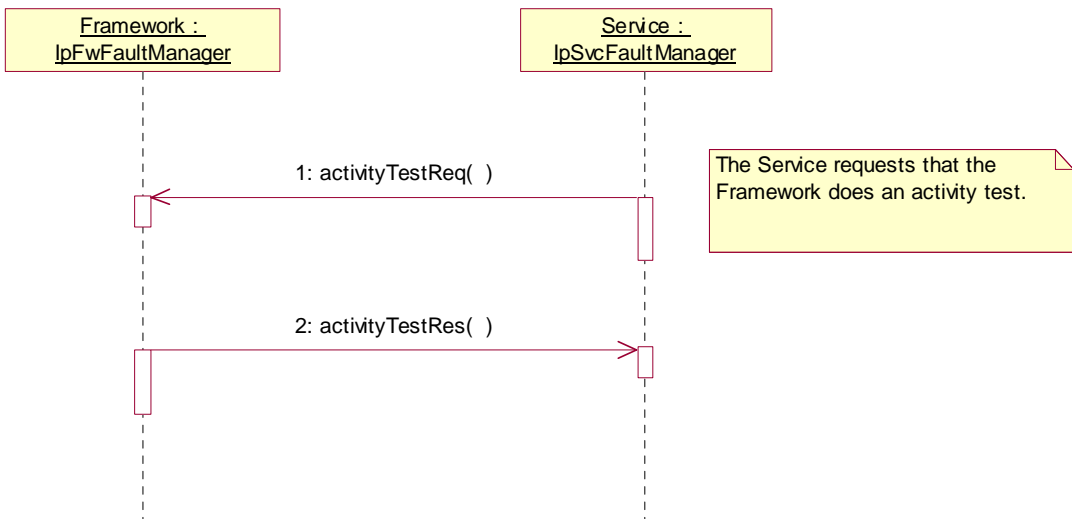 Framework :
IpFwFaultManager
Service :
IpSvcFaultManager
1: activityTestReq( )
The Service requests that the
Framework does an activity test.
2: activityTestRes( )